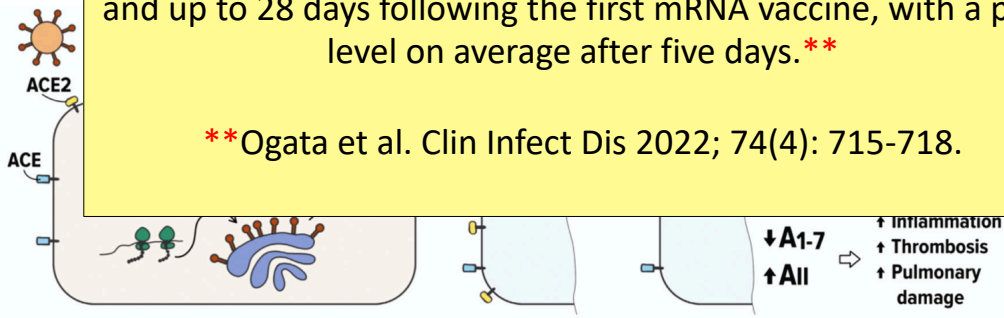 and up to 28 days following the first mRNA vaccine, with a
level on average after five days.**
**Ogata et al. Clin Infect Dis 2022; 74(4): 715-718.
ACE2
ACE
↓A1-7
↑AII
↑ Inflammation
↑ Thrombosis
↑ Pulmonary
damage